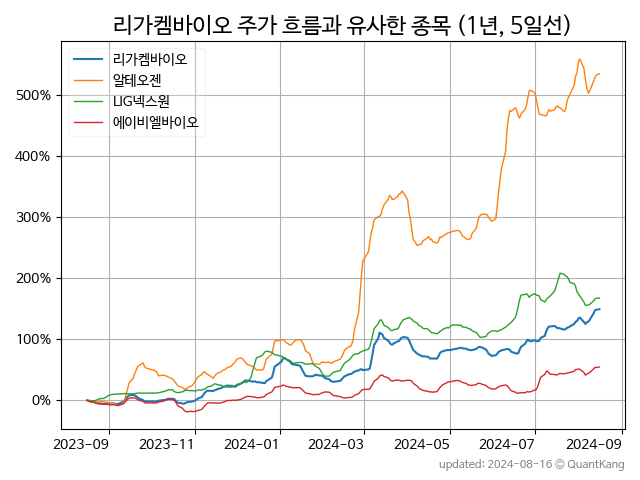 리가켐바이오 주가 흐름과 유사한 종목 (1년, 5일선)
리가켐바이오
알테오젠
LIG넥스원
에이비엘바이오
500%
400%
300%
200%
100%
0%
2023-09 2023-11 2024-01 2024-03 2024-05 2024-07 2024-09
updated: 2024-08-16 © QuantKang